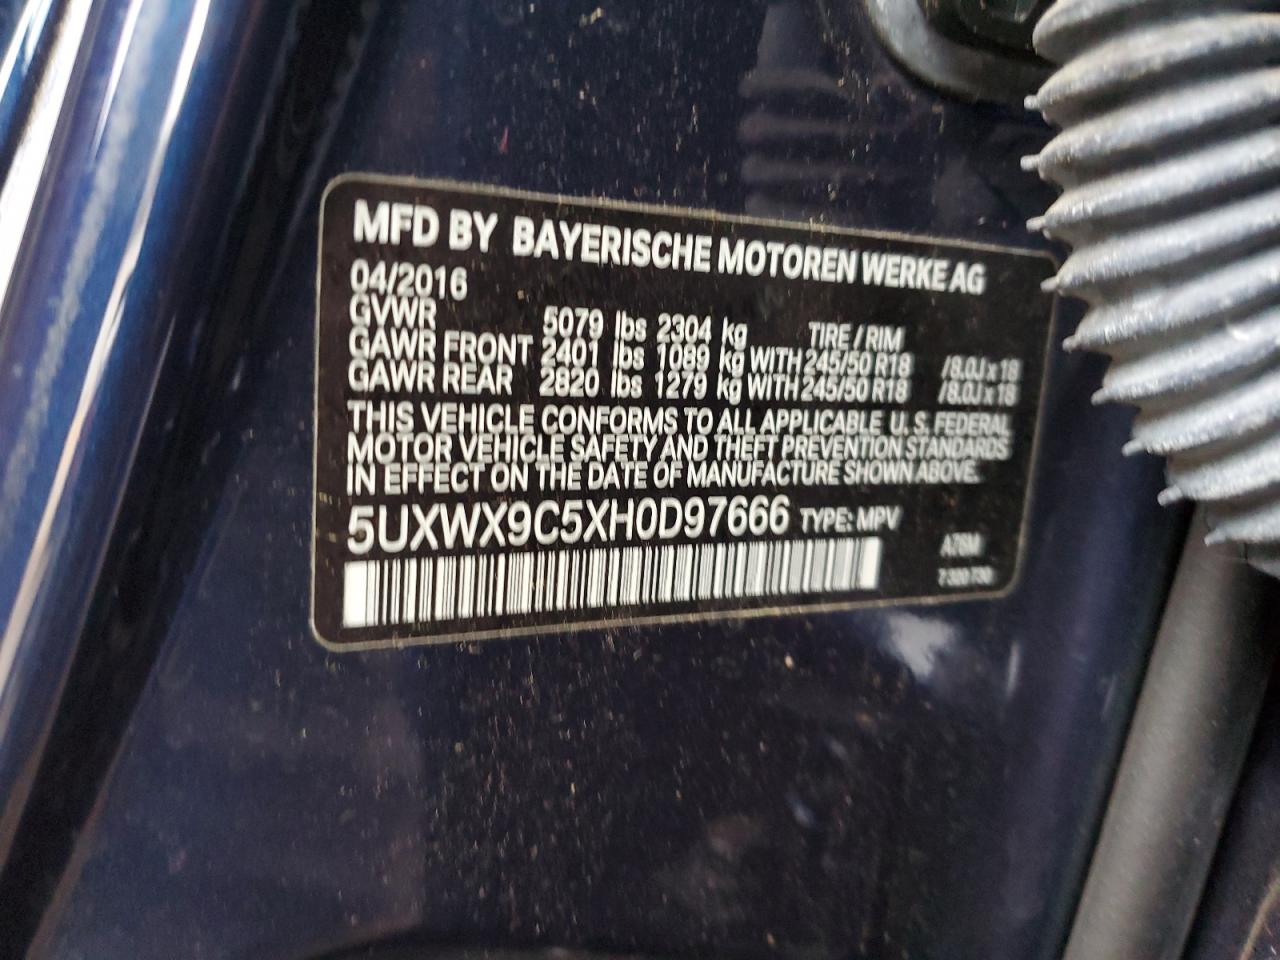 MFD BY BAYERISCHE MOTOREN WERKE AG
04/2016
GVWR 5079 lbs 2304 kg TIRE / RIM
GAWR FRONT 2401 lbs 1089 kg WITH 245/50 R18 /8.0J x 18
GAWR REAR 2820 lbs 1279 kg WITH 245/50 R18 /8.0J x 18
THIS VEHICLE CONFORMS TO ALL APPLICABLE U.S. FEDERAL
MOTOR VEHICLE SAFETY AND THEFT PREVENTION STANDARDS
IN EFFECT ON THE DATE OF MANUFACTURE SHOWN ABOVE.
5UXWX9C5XH0D97666 TYPE: MPV
A76M